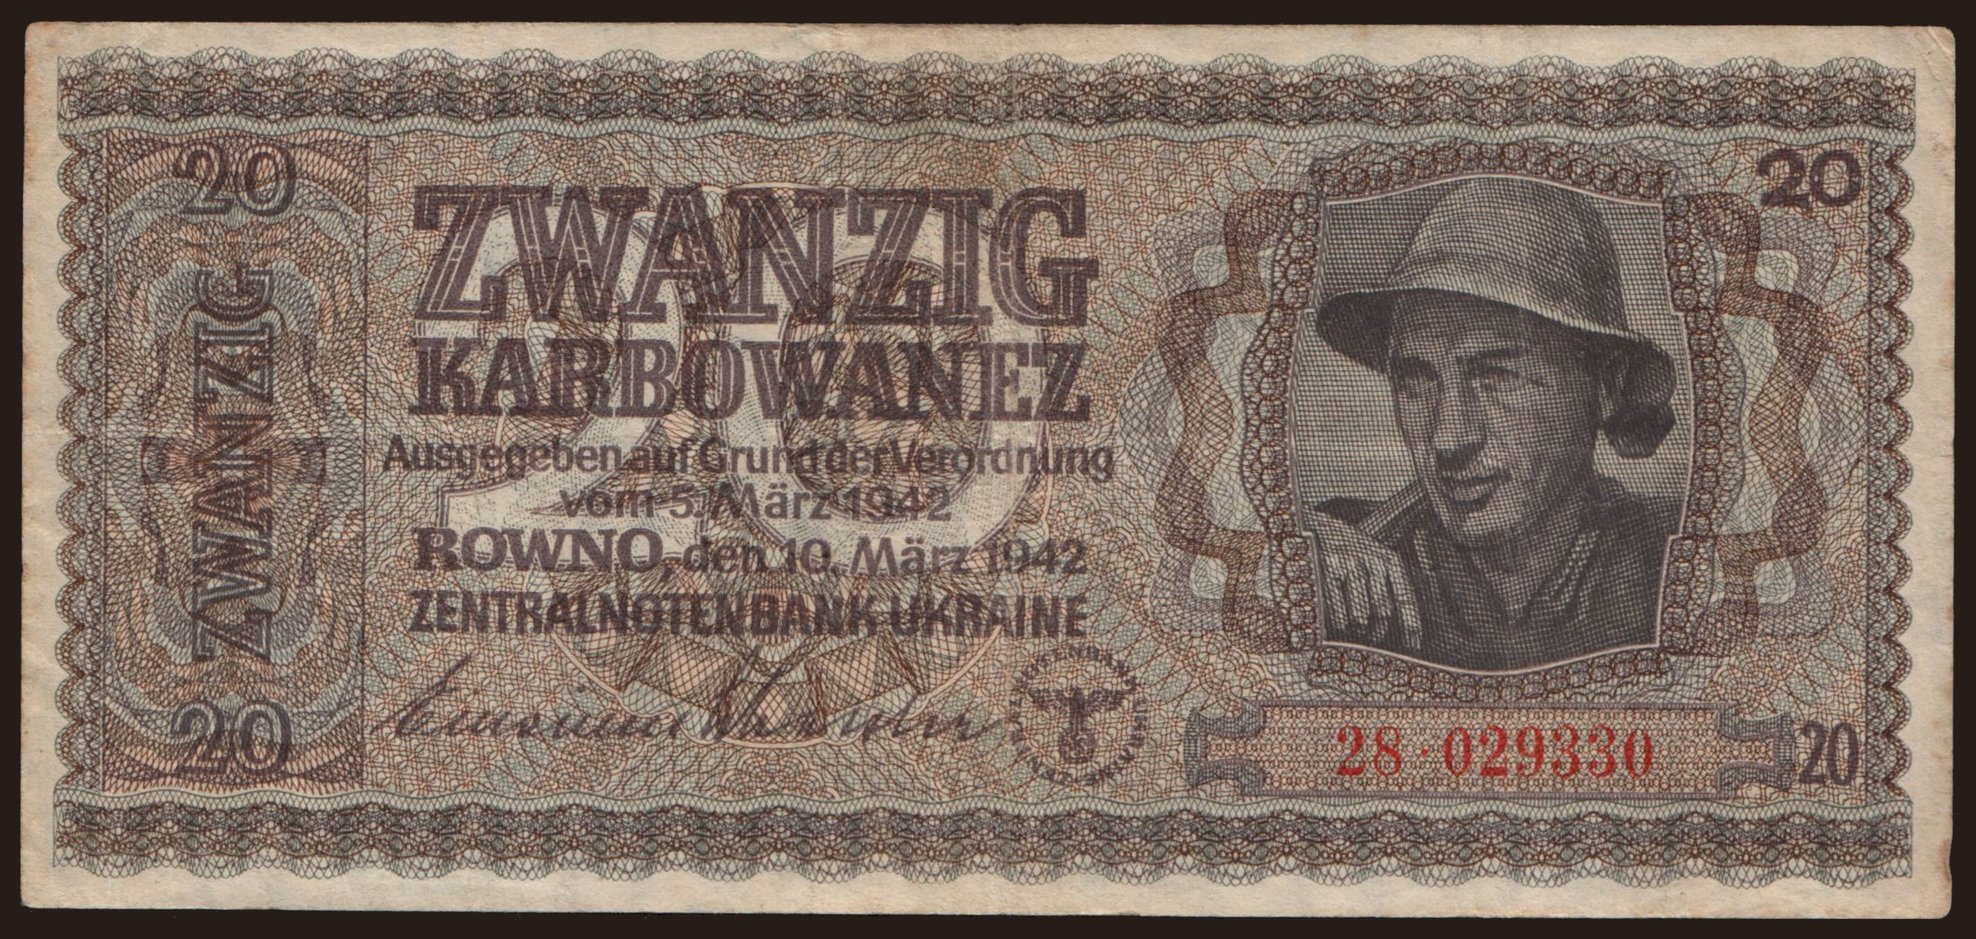 20
ZWANZIG
20
ZWANZIG
KARBOWANEZ
Ausgegeben auf Grund der Verordnung
vom 5. März 1942
ROWNO, den 10. März 1942
ZENTRALNOTENBANK UKRAINE
20
28·029330
20